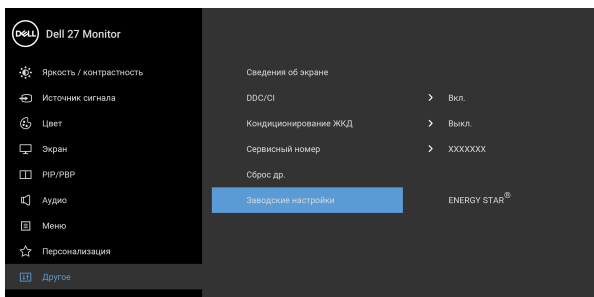 DELL Dell 27 Monitor
Яркость / контрастность
Сведения об экране
Источник сигнала
DDC/CI
Вкл.
Цвет
Кондиционирование ЖКД
Выкл.
Экран
Сервисный номер
XXXXXXX
PIP/PBP
Сброс др.
Аудио
Заводские настройки
ENERGY STAR®
Меню
Персонализация
Другое